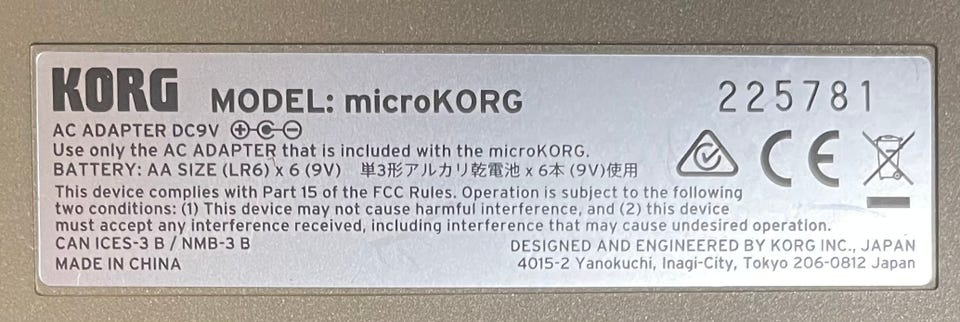 KORG MODEL: microKORG 225781
AC ADAPTER DC9V
Use only the AC ADAPTER that is included with the microKORG.
BATTERY: AA SIZE (LR6) x 6 (9V) 単3形アルカリ乾電池 x 6本 (9V)使用
CE
This device complies with Part 15 of the FCC Rules. Operation is subject to the following
two conditions: (1) This device may not cause harmful interference, and (2) this device
must accept any interference received, including interference that may cause undesired operation.
CAN ICES-3 B / NMB-3 B
MADE IN CHINA
DESIGNED AND ENGINEERED BY KORG INC., JAPAN
4015-2 Yanokuchi, Inagi-City, Tokyo 206-0812 Japan